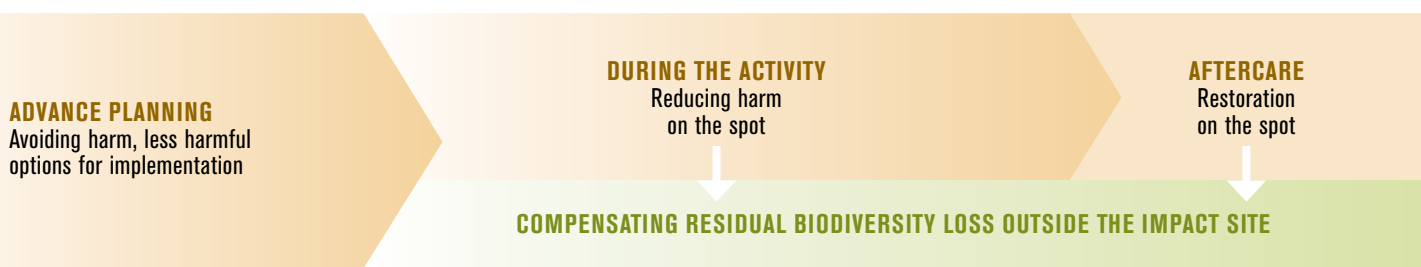 ADVANCE PLANNING
Avoiding harm, less harmful
options for implementation
DURING THE ACTIVITY
Reducing harm
on the spot
AFTERCARE
Restoration
on the spot
COMPENSATING RESIDUAL BIODIVERSITY LOSS OUTSIDE THE IMPACT SITE